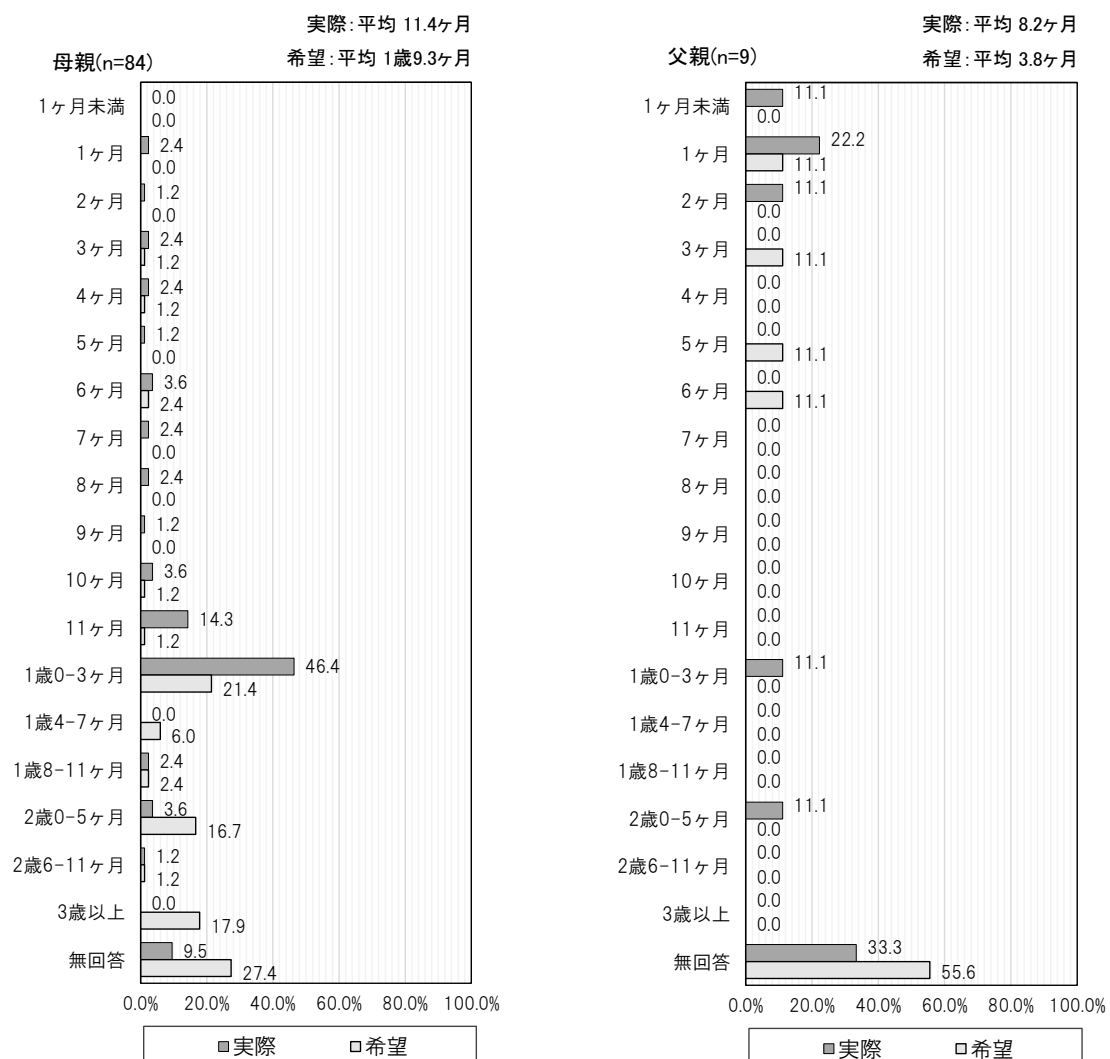 実際:平均 11.4ヶ月
母親(n=84)
希望:平均 1歳9.3ヶ月
1ヶ月未満
0.0
0.0
1ヶ月
2.4
0.0
2ヶ月
1.2
0.0
3ヶ月
2.4
1.2
4ヶ月
2.4
1.2
5ヶ月
1.2
0.0
6ヶ月
3.6
2.4
7ヶ月
2.4
0.0
8ヶ月
2.4
0.0
9ヶ月
1.2
0.0
10ヶ月
3.6
1.2
11ヶ月
14.3
1.2
1歳0-3ヶ月
46.4
21.4
1歳4-7ヶ月
0.0
6.0
1歳8-11ヶ月
2.4
2.4
2歳0-5ヶ月
3.6
16.7
2歳6-11ヶ月
1.2
1.2
3歳以上
0.0
17.9
無回答
9.5
27.4
0.0% 20.0% 40.0% 60.0% 80.0% 100.0%
■実際 □希望
実際:平均 8.2ヶ月
父親(n=9)
希望:平均 3.8ヶ月
1ヶ月未満
11.1
0.0
1ヶ月
22.2
11.1
2ヶ月
11.1
0.0
3ヶ月
0.0
11.1
4ヶ月
0.0
0.0
5ヶ月
0.0
11.1
6ヶ月
0.0
11.1
7ヶ月
0.0
0.0
8ヶ月
0.0
0.0
9ヶ月
0.0
0.0
10ヶ月
0.0
0.0
11ヶ月
0.0
0.0
1歳0-3ヶ月
11.1
0.0
1歳4-7ヶ月
0.0
0.0
1歳8-11ヶ月
0.0
0.0
2歳0-5ヶ月
11.1
0.0
2歳6-11ヶ月
0.0
0.0
3歳以上
0.0
0.0
無回答
33.3
55.6
0.0% 20.0% 40.0% 60.0% 80.0% 100.0%
■実際 □希望